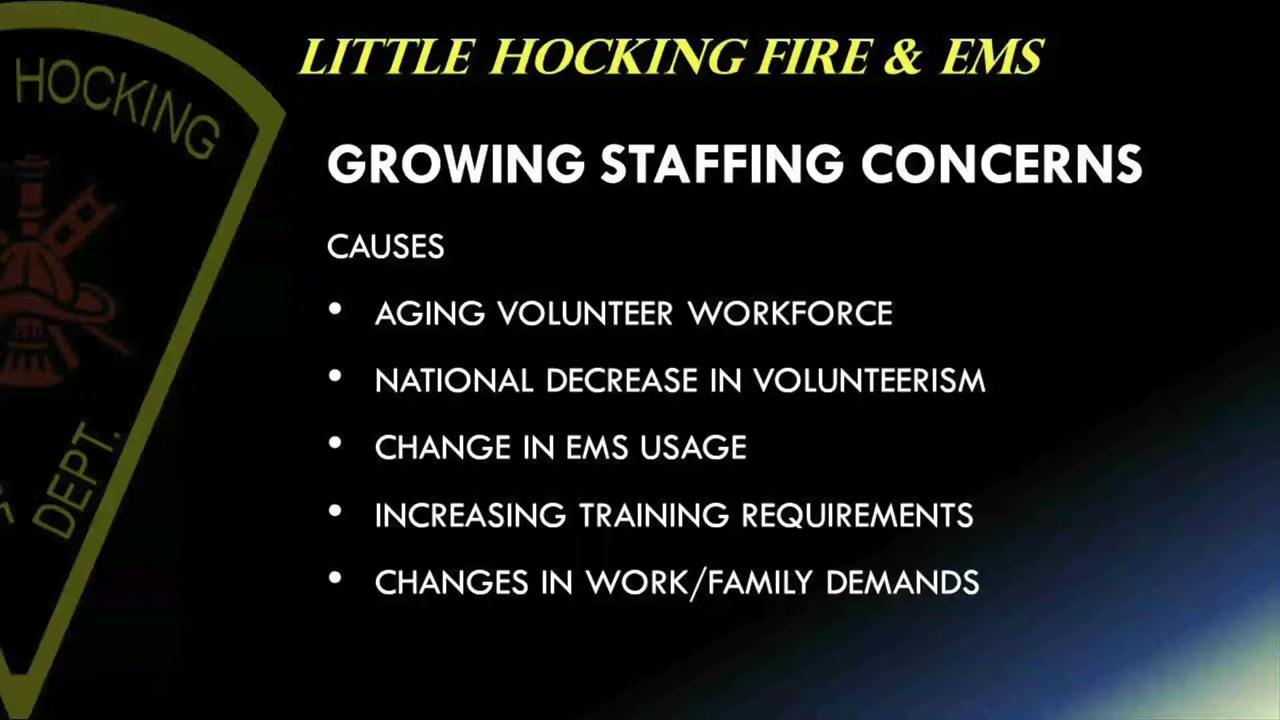 LITTLE HOCKING FIRE & EMS
HOCKING
GROWING STAFFING CONCERNS
CAUSES
• AGING VOLUNTEER WORKFORCE
• NATIONAL DECREASE IN VOLUNTEERISM
• CHANGE IN EMS USAGE
• INCREASING TRAINING REQUIREMENTS
• CHANGES IN WORK/FAMILY DEMANDS
DEPT.